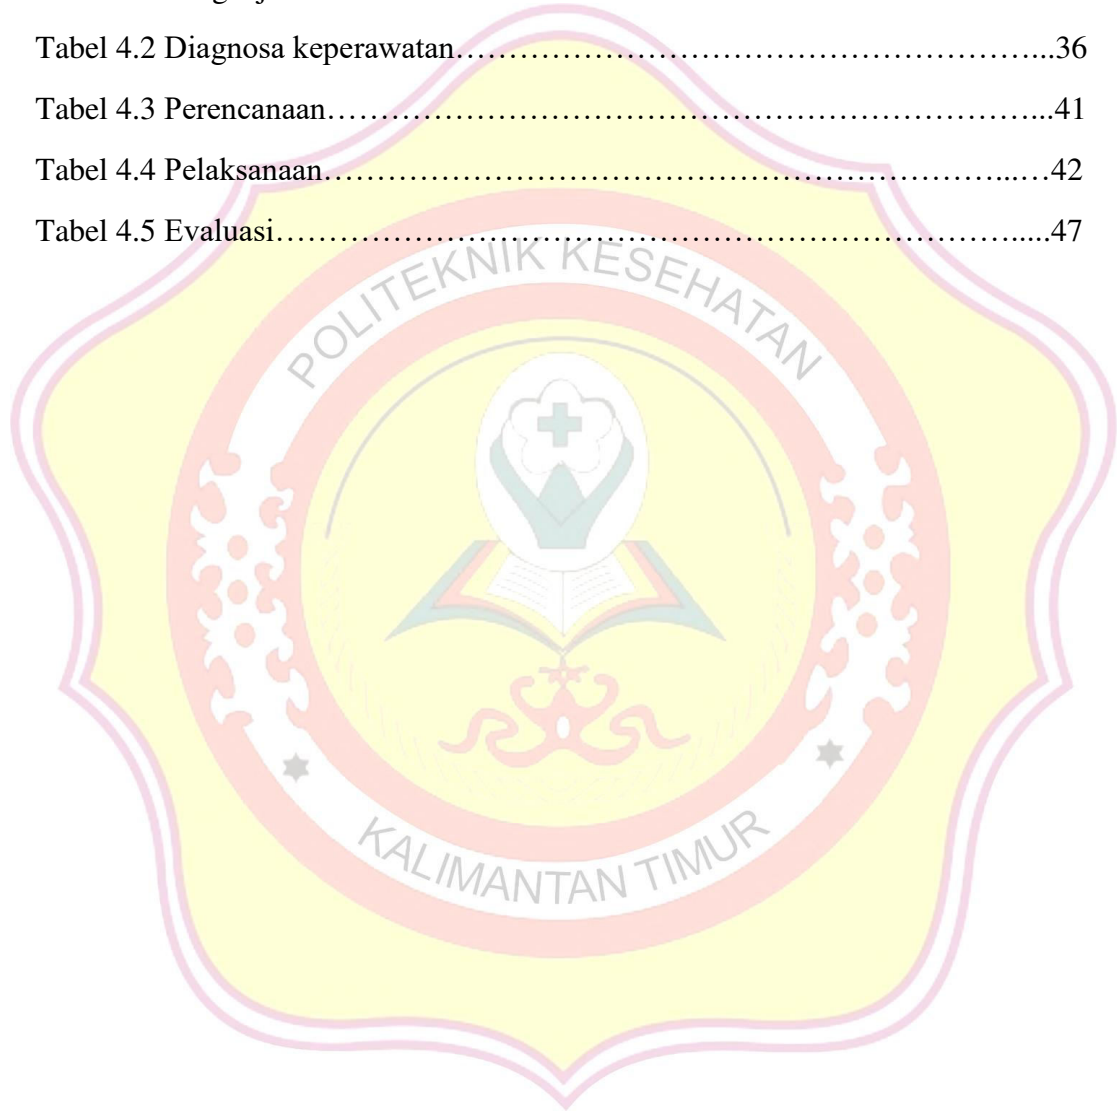 Tabel 4.2 Diagnosa keperawatan…………………………………………………...36
Tabel 4.3 Perencanaan………………………………………………………………...41
Tabel 4.4 Pelaksanaan……………………………………………………………...…42
Tabel 4.5 Evaluasi………………………………………………………………….....47
POLITEKNIK KESEHATAN
KALIMANTAN TIMUR